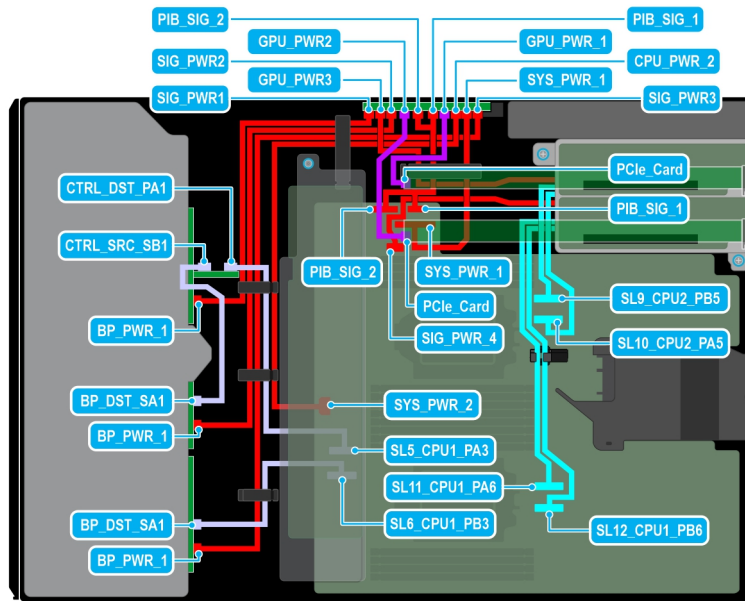 PIB_SIG_2
PIB_SIG_1
GPU_PWR2
GPU_PWR_1
SIG_PWR2
CPU_PWR_2
GPU_PWR3
SYS_PWR_1
SIG_PWR1
SIG_PWR3
PCIe_Card
CTRL_DST_PA1
PIB_SIG_1
CTRL_SRC_SB1
PIB_SIG_2
SYS_PWR_1
PCIe_Card
SL9_CPU2_PB5
BP_PWR_1
SIG_PWR_4
SL10_CPU2_PA5
BP_DST_SA1
SYS_PWR_2
BP_PWR_1
SL5_CPU1_PA3
SL11_CPU1_PA6
BP_DST_SA1
SL6_CPU1_PB3
SL12_CPU1_PB6
BP_PWR_1